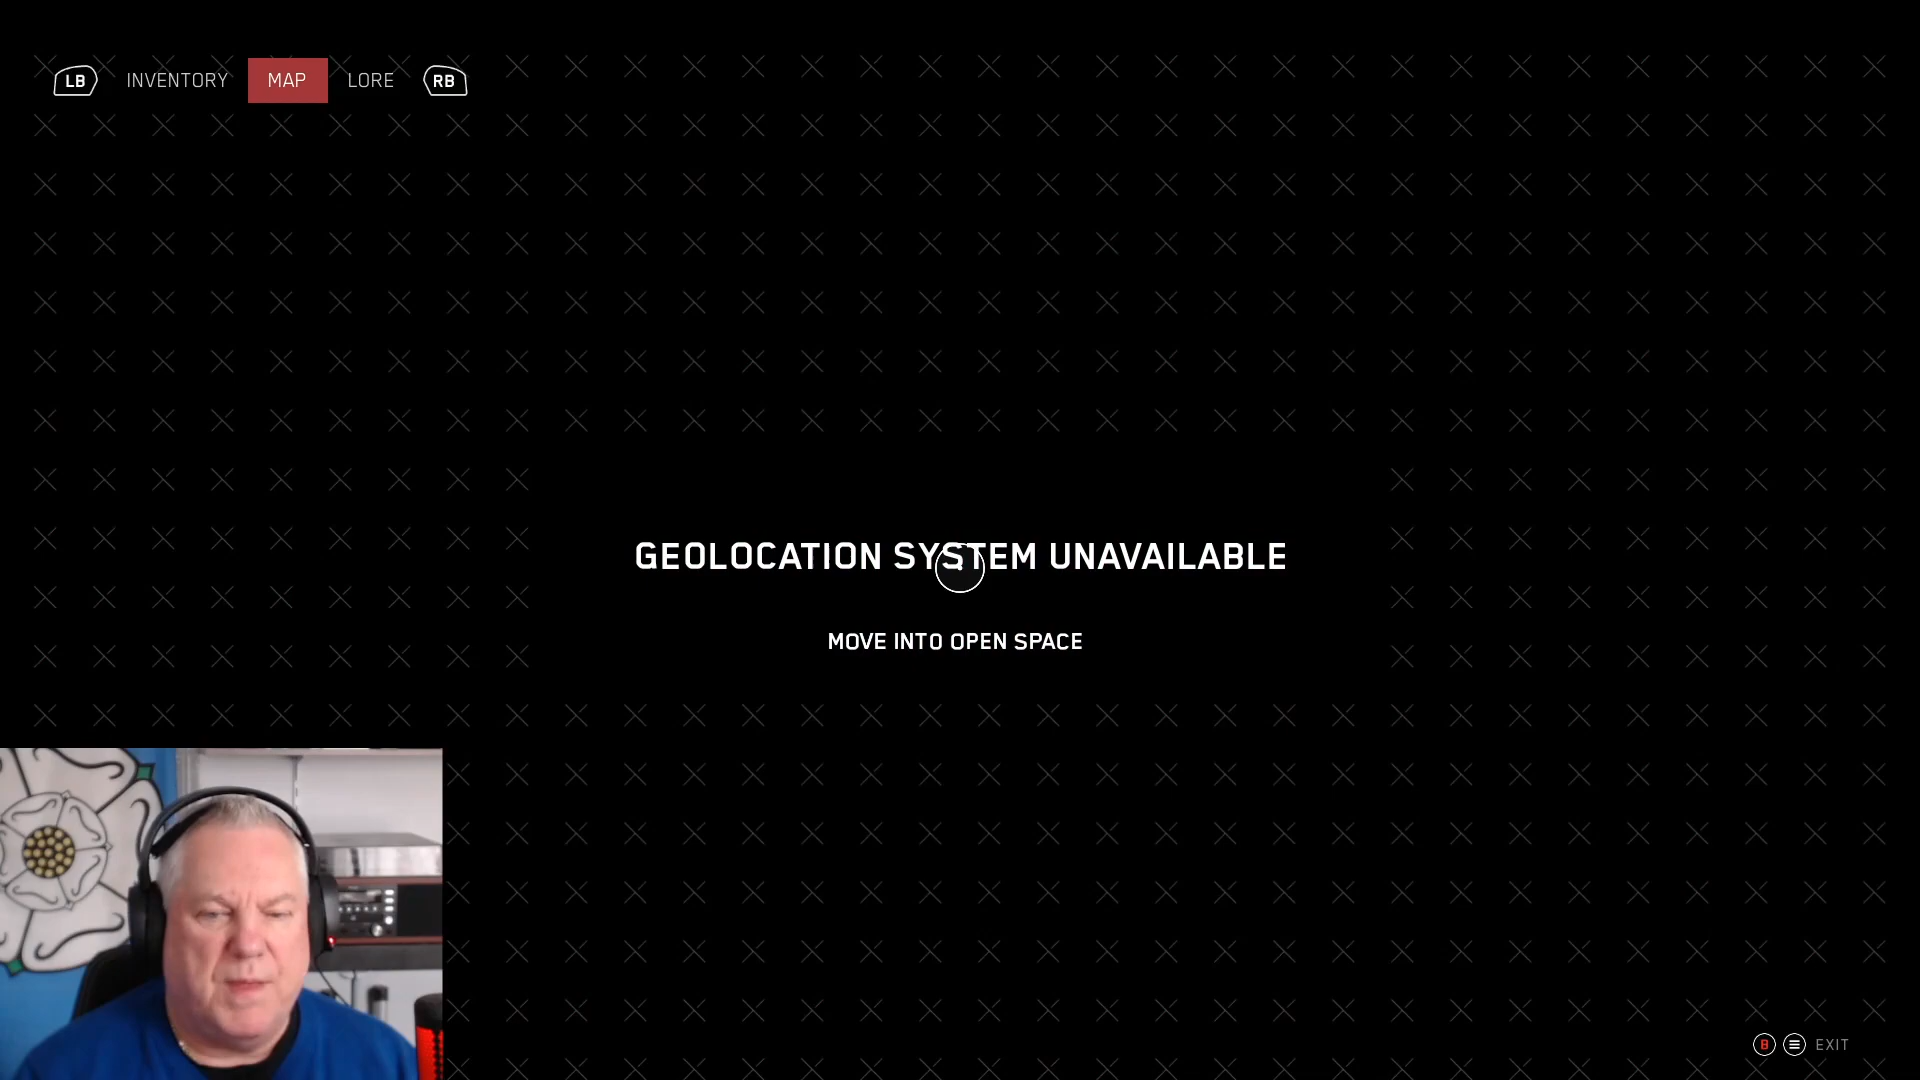 LB INVENTORY MAP LORE RB
GEOLOCATION SYSTEM UNAVAILABLE
MOVE INTO OPEN SPACE
B EXIT